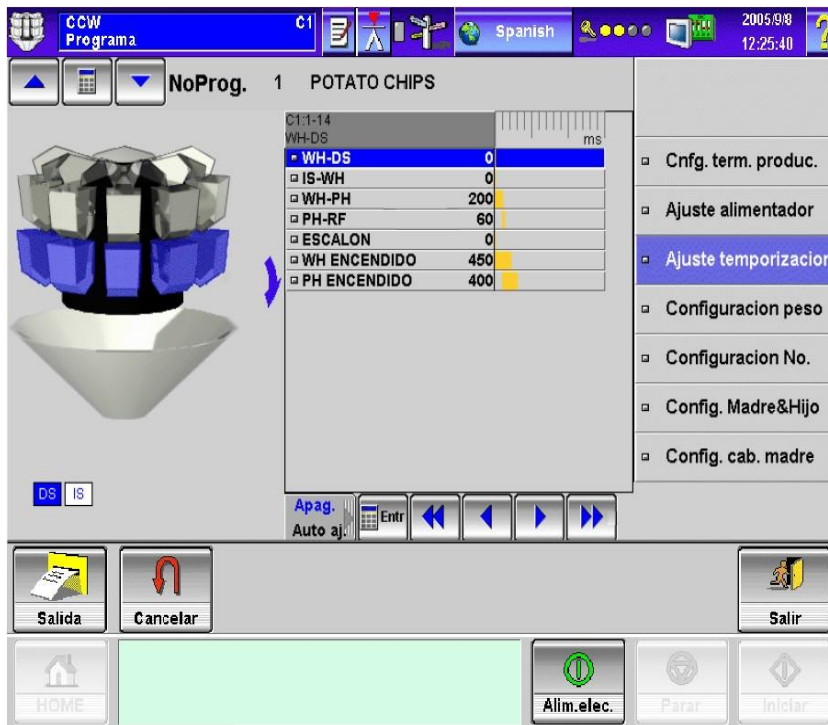 CCW
Programa
C1
Spanish
2005/9/8
12:25:40
NoProg. 1 POTATO CHIPS
C1:1-14
WH-DS
ms
WH-DS 0
IS-WH 0
WH-PH 200
PH-RF 60
ESCALON 0
WH ENCENDIDO 450
PH ENCENDIDO 400
Cnfg. term. produc.
Ajuste alimentador
Ajuste temporizacion
Configuracion peso
Configuracion No.
Config. Madre&Hijo
Config. cab. madre
DS IS
Apag.
Auto aj.
Entr
Salida
Cancelar
Salir
HOME
Alim.elec.
Parar
Iniciar